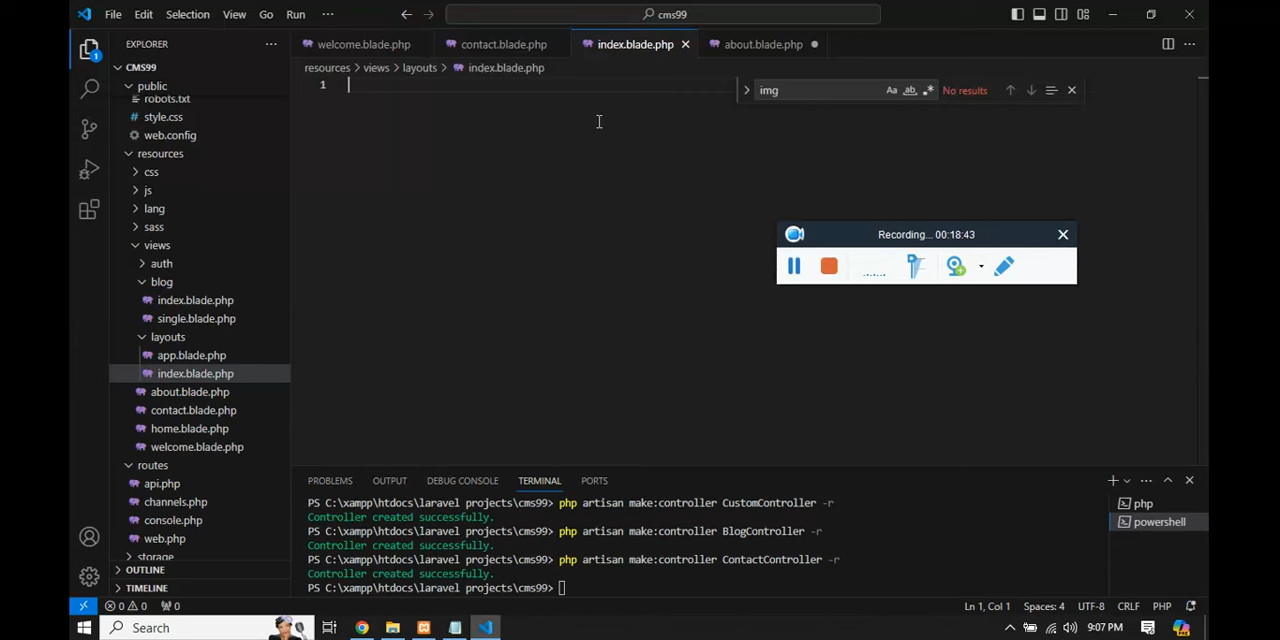 File Edit Selection View Go Run ··· cms99
EXPLORER ···
CMS99
public
robots.txt
style.css
web.config
resources
css
js
lang
sass
views
auth
blog
index.blade.php
single.blade.php
layouts
app.blade.php
index.blade.php
about.blade.php
contact.blade.php
home.blade.php
welcome.blade.php
routes
api.php
channels.php
console.php
web.php
storage
OUTLINE
TIMELINE
welcome.blade.php contact.blade.php index.blade.php about.blade.php
resources > views > layouts > index.blade.php
1
img Aa ab No results
Recording... 00:18:43
PROBLEMS OUTPUT DEBUG CONSOLE TERMINAL PORTS
PS C:\xampp\htdocs\laravel projects\cms99> php artisan make:controller CustomController -r
Controller created successfully.
PS C:\xampp\htdocs\laravel projects\cms99> php artisan make:controller BlogController -r
Controller created successfully.
PS C:\xampp\htdocs\laravel projects\cms99> php artisan make:controller ContactController -r
Controller created successfully.
PS C:\xampp\htdocs\laravel projects\cms99>
php
powershell
0 0 0 Ln 1, Col 1 Spaces: 4 UTF-8 CRLF PHP
Search 9:07 PM
1